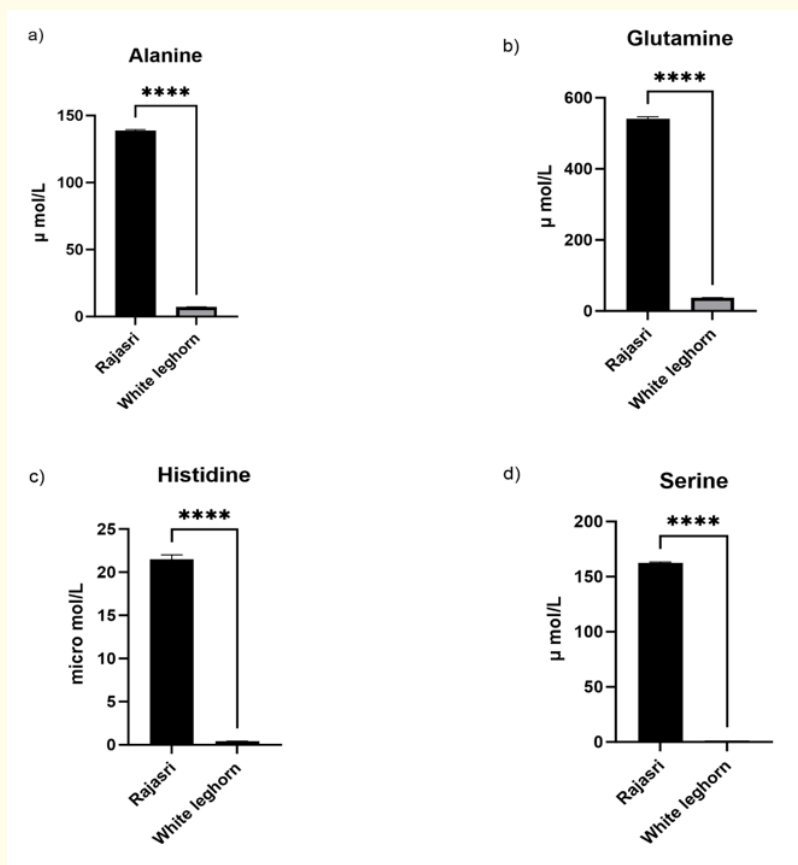 a)
Alanine
****
150
100
50
0
µ mol/L
Rajasri
White leghorn
b)
Glutamine
****
600
400
200
0
µ mol/L
Rajasri
White leghorn
c)
Histidine
****
25
20
15
10
5
0
micro mol/L
Rajasri
White leghorn
d)
Serine
****
200
150
100
50
0
µ mol/L
Rajasri
White leghorn